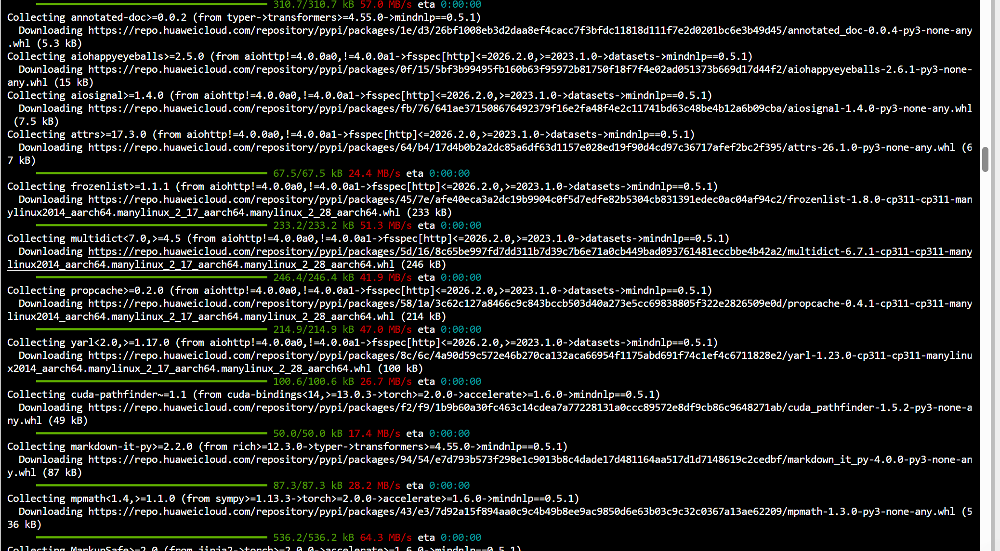 310.7/310.7 kB 57.0 MB/s eta 0:00:00
Collecting annotated-doc>=0.0.2 (from typer->transformers>=4.55.0->mindnlp==0.5.1)
Downloading https://repo.huaweicloud.com/repository/pypi/packages/1e/d3/26bf1008eb3d2daa8ef4cacc7f3bfdc11818d111f7e2d0201bc6e3b49d45/annotated_doc-0.0.4-py3-none-any
.whl (5.3 kB)
Collecting aiohappyeyeballs>=2.5.0 (from aiohttp!=4.0.0a0,!=4.0.0a1->fsspec[http]<=2026.2.0,>=2023.1.0->datasets->mindnlp==0.5.1)
Downloading https://repo.huaweicloud.com/repository/pypi/packages/0f/15/5bf3b99495fb160b63f95972b81750f18f7f4e02ad051373b669d17d44f2/aiohappyeyeballs-2.6.1-py3-none-
any.whl (15 kB)
Collecting aiosignal>=1.4.0 (from aiohttp!=4.0.0a0,!=4.0.0a1->fsspec[http]<=2026.2.0,>=2023.1.0->datasets->mindnlp==0.5.1)
Downloading https://repo.huaweicloud.com/repository/pypi/packages/fb/76/641ae371508676492379f16e2fa48f4e2c11741bd63c48be4b12a6b09cba/aiosignal-1.4.0-py3-none-any.whl
(7.5 kB)
Collecting attrs>=17.3.0 (from aiohttp!=4.0.0a0,!=4.0.0a1->fsspec[http]<=2026.2.0,>=2023.1.0->datasets->mindnlp==0.5.1)
Downloading https://repo.huaweicloud.com/repository/pypi/packages/64/b4/17d4b0b2a2dc85a6df63d1157e028ed19f90d4cd97c36717afef2bc2f395/attrs-26.1.0-py3-none-any.whl (6
7 kB)
67.5/67.5 kB 24.4 MB/s eta 0:00:00
Collecting frozenlist>=1.1.1 (from aiohttp!=4.0.0a0,!=4.0.0a1->fsspec[http]<=2026.2.0,>=2023.1.0->datasets->mindnlp==0.5.1)
Downloading https://repo.huaweicloud.com/repository/pypi/packages/45/7e/afe40eca3a2dc19b9904c0f5d7edfe82b5304cb831391edec0ac04af94c2/frozenlist-1.8.0-cp311-cp311-man
ylinux2014_aarch64.manylinux_2_17_aarch64.manylinux_2_28_aarch64.whl (233 kB)
233.2/233.2 kB 51.3 MB/s eta 0:00:00
Collecting multidict<7.0,>=4.5 (from aiohttp!=4.0.0a0,!=4.0.0a1->fsspec[http]<=2026.2.0,>=2023.1.0->datasets->mindnlp==0.5.1)
Downloading https://repo.huaweicloud.com/repository/pypi/packages/5d/16/8c65be997fd7dd311b7d39c7b6e71a0cb449bad093761481eccbbe4b42a2/multidict-6.7.1-cp311-cp311-many
linux2014_aarch64.manylinux_2_17_aarch64.manylinux_2_28_aarch64.whl (246 kB)
246.4/246.4 kB 41.9 MB/s eta 0:00:00
Collecting propcache>=0.2.0 (from aiohttp!=4.0.0a0,!=4.0.0a1->fsspec[http]<=2026.2.0,>=2023.1.0->datasets->mindnlp==0.5.1)
Downloading https://repo.huaweicloud.com/repository/pypi/packages/58/1a/3c62c127a8466c9c843bccb503d40a273e5cc69838805f322e2826509e0d/propcache-0.4.1-cp311-cp311-many
linux2014_aarch64.manylinux_2_17_aarch64.manylinux_2_28_aarch64.whl (214 kB)
214.9/214.9 kB 47.0 MB/s eta 0:00:00
Collecting yarl<2.0,>=1.17.0 (from aiohttp!=4.0.0a0,!=4.0.0a1->fsspec[http]<=2026.2.0,>=2023.1.0->datasets->mindnlp==0.5.1)
Downloading https://repo.huaweicloud.com/repository/pypi/packages/8c/6c/4a90d59c572e46b270ca132aca66954f1175abd691f74c1ef4c6711828e2/yarl-1.23.0-cp311-cp311-manylinu
x2014_aarch64.manylinux_2_17_aarch64.manylinux_2_28_aarch64.whl (100 kB)
100.6/100.6 kB 26.7 MB/s eta 0:00:00
Collecting cuda-pathfinder~=1.1 (from cuda-bindings<14,>=13.0.3->torch>=2.0.0->accelerate>=1.6.0->mindnlp==0.5.1)
Downloading https://repo.huaweicloud.com/repository/pypi/packages/f2/f9/1b9b60a30fc463c14cdea7a77228131a0ccc89572e8df9cb86c9648271ab/cuda_pathfinder-1.5.2-py3-none-a
ny.whl (49 kB)
50.0/50.0 kB 17.4 MB/s eta 0:00:00
Collecting markdown-it-py>=2.2.0 (from rich>=12.3.0->typer->transformers>=4.55.0->mindnlp==0.5.1)
Downloading https://repo.huaweicloud.com/repository/pypi/packages/94/54/e7d793b573f298e1c9013b8c4dade17d481164aa517d1d7148619c2cedbf/markdown_it_py-4.0.0-py3-none-an
y.whl (87 kB)
87.3/87.3 kB 28.2 MB/s eta 0:00:00
Collecting mpmath<1.4,>=1.1.0 (from sympy>=1.13.3->torch>=2.0.0->accelerate>=1.6.0->mindnlp==0.5.1)
Downloading https://repo.huaweicloud.com/repository/pypi/packages/43/e3/7d92a15f894aa0c9c4b49b8ee9ac9850d6e63b03c9c32c0367a13ae62209/mpmath-1.3.0-py3-none-any.whl (5
36 kB)
536.2/536.2 kB 64.3 MB/s eta 0:00:00
Collecting MarkupSafe>=2.0 (from jinja2->torch>=2.0.0->accelerate>=1.6.0->mindnlp==0.5.1)